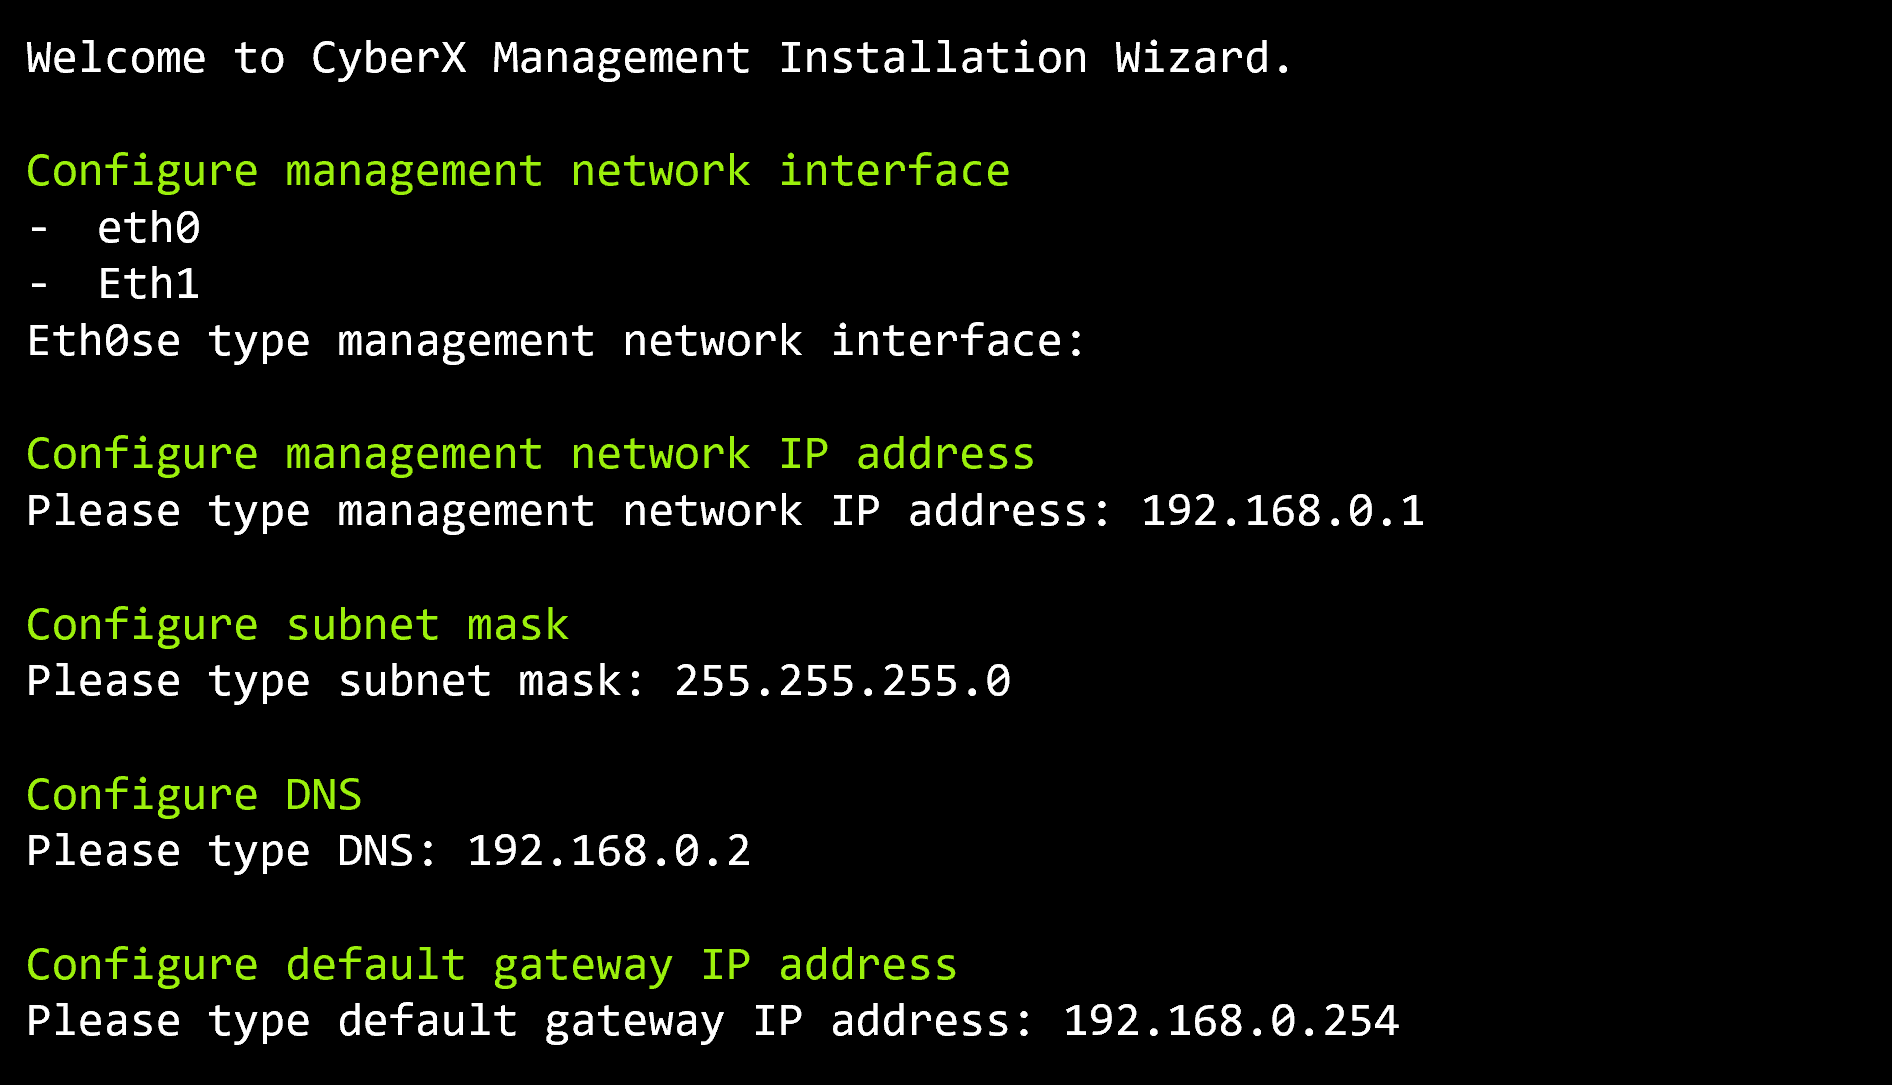 Welcome to CyberX Management Installation Wizard.
Configure management network interface
- eth0
- Eth1
Eth0se type management network interface:
Configure management network IP address
Please type management network IP address: 192.168.0.1
Configure subnet mask
Please type subnet mask: 255.255.255.0
Configure DNS
Please type DNS: 192.168.0.2
Configure default gateway IP address
Please type default gateway IP address: 192.168.0.254